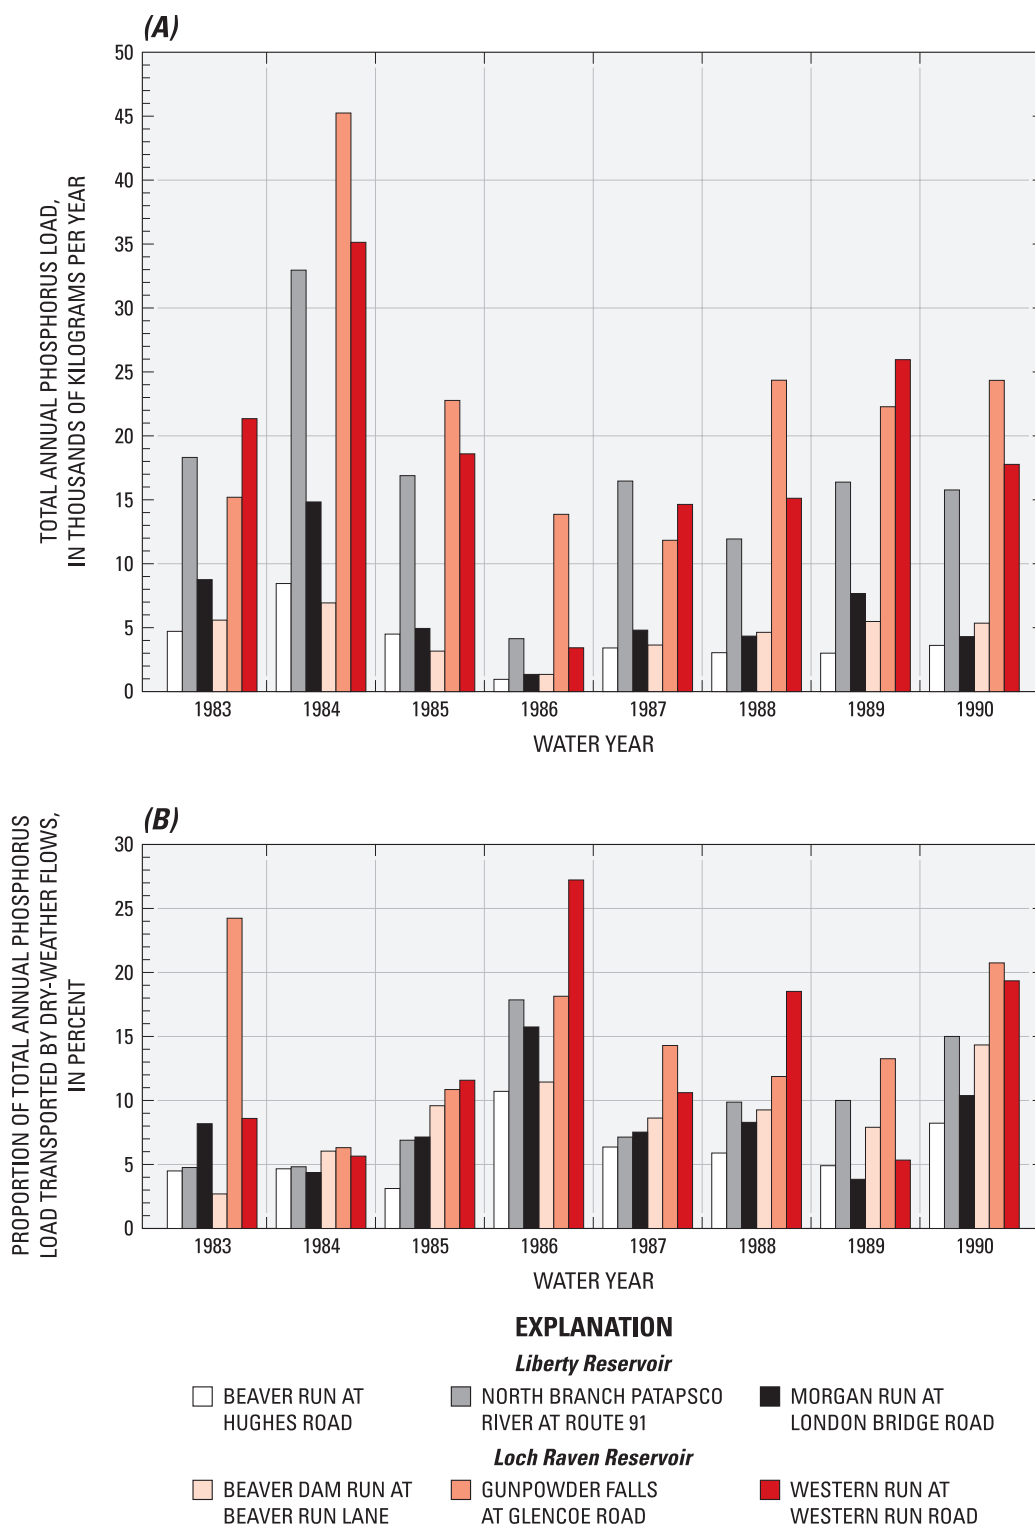 (A)
TOTAL ANNUAL PHOSPHORUS LOAD,
IN THOUSANDS OF KILOGRAMS PER YEAR
50
45
40
35
30
25
20
15
10
5
0
1983 1984 1985 1986 1987 1988 1989 1990
WATER YEAR
(B)
PROPORTION OF TOTAL ANNUAL PHOSPHORUS
LOAD TRANSPORTED BY DRY-WEATHER FLOWS,
IN PERCENT
30
25
20
15
10
5
0
1983 1984 1985 1986 1987 1988 1989 1990
WATER YEAR
EXPLANATION
Liberty Reservoir
BEAVER RUN AT
HUGHES ROAD
NORTH BRANCH PATAPSCO
RIVER AT ROUTE 91
MORGAN RUN AT
LONDON BRIDGE ROAD
Loch Raven Reservoir
BEAVER DAM RUN AT
BEAVER RUN LANE
GUNPOWDER FALLS
AT GLENCOE ROAD
WESTERN RUN AT
WESTERN RUN ROAD